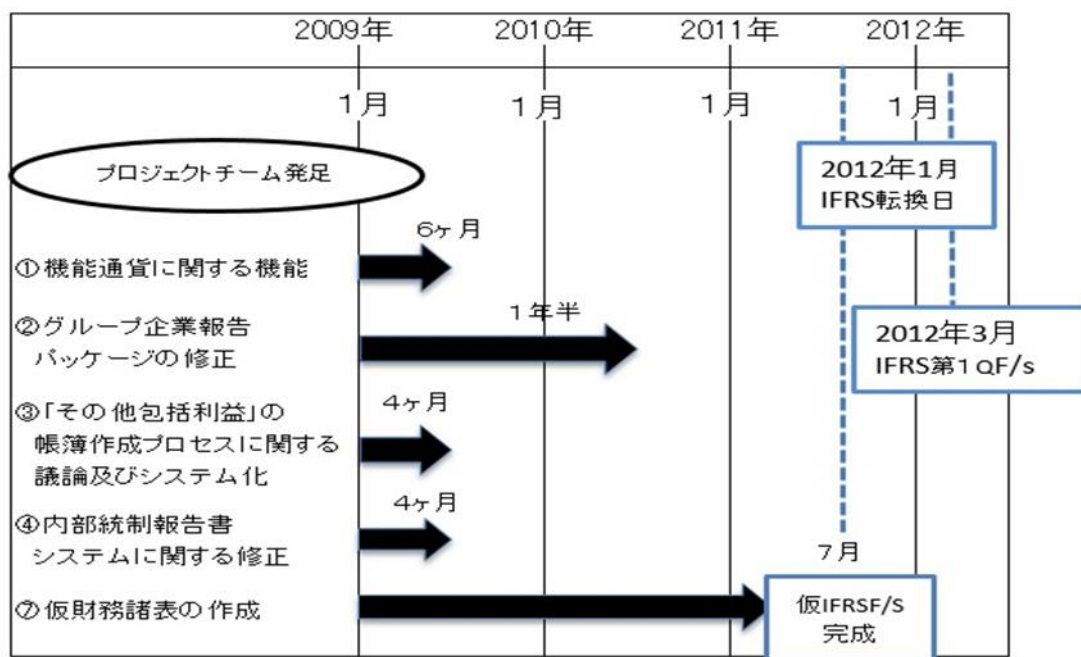 2009年 2010年 2011年 2012年
1月 1月 1月 1月
プロジェクトチーム発足
2012年1月
IFRS転換日
6ヶ月
①機能通貨に関する機能
1年半
②グループ企業報告
パッケージの修正
2012年3月
IFRS第1QF/s
4ヶ月
③「その他包括利益」の
帳簿作成プロセスに関する
議論及びシステム化
4ヶ月
④内部統制報告書
システムに関する修正
7月
⑦仮財務諸表の作成
仮IFRSF/S
完成